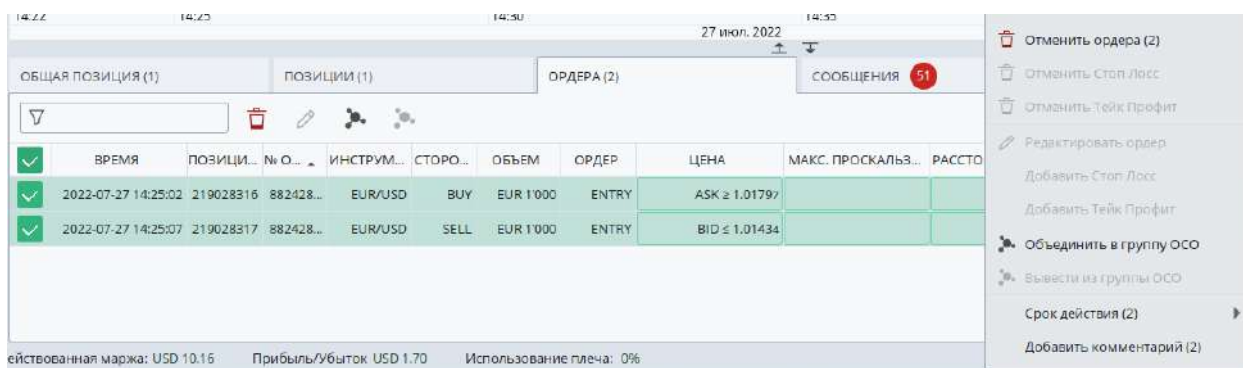 14:22 14:25 14:30 14:35
27 июл. 2022
ОБЩАЯ ПОЗИЦИЯ (1) ПОЗИЦИИ (1) ОРДЕРА (2) СООБЩЕНИЯ 51
ВРЕМЯ ПОЗИЦИ... № О... ИНСТРУМ... СТОРО... ОБЪЕМ ОРДЕР ЦЕНА МАКС. ПРОСКАЛЬЗ... РАССТО
2022-07-27 14:25:02 219028316 882428... EUR/USD BUY EUR 1'000 ENTRY ASK ≥ 1.01797
2022-07-27 14:25:07 219028317 882428... EUR/USD SELL EUR 1'000 ENTRY BID ≤ 1.01434
ействованная маржа: USD 10.16 Прибыль/Убыток USD 1.70 Использование плеча: 0%
Отменить ордера (2)
Отменить Стоп Лосс
Отменить Тейк Профит
Редактировать ордер
Добавить Стоп Лосс
Добавить Тейк Профит
Объединить в группу ОСО
Вывести из группы ОСО
Срок действия (2)
Добавить комментарий (2)